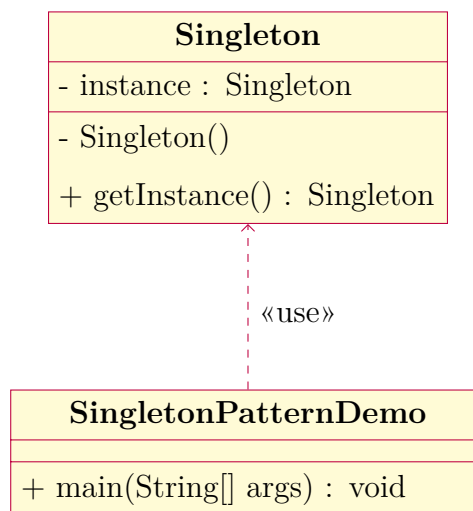 Singleton
- instance : Singleton
- Singleton()
+ getInstance() : Singleton
«use»
SingletonPatternDemo
+ main(String[] args) : void